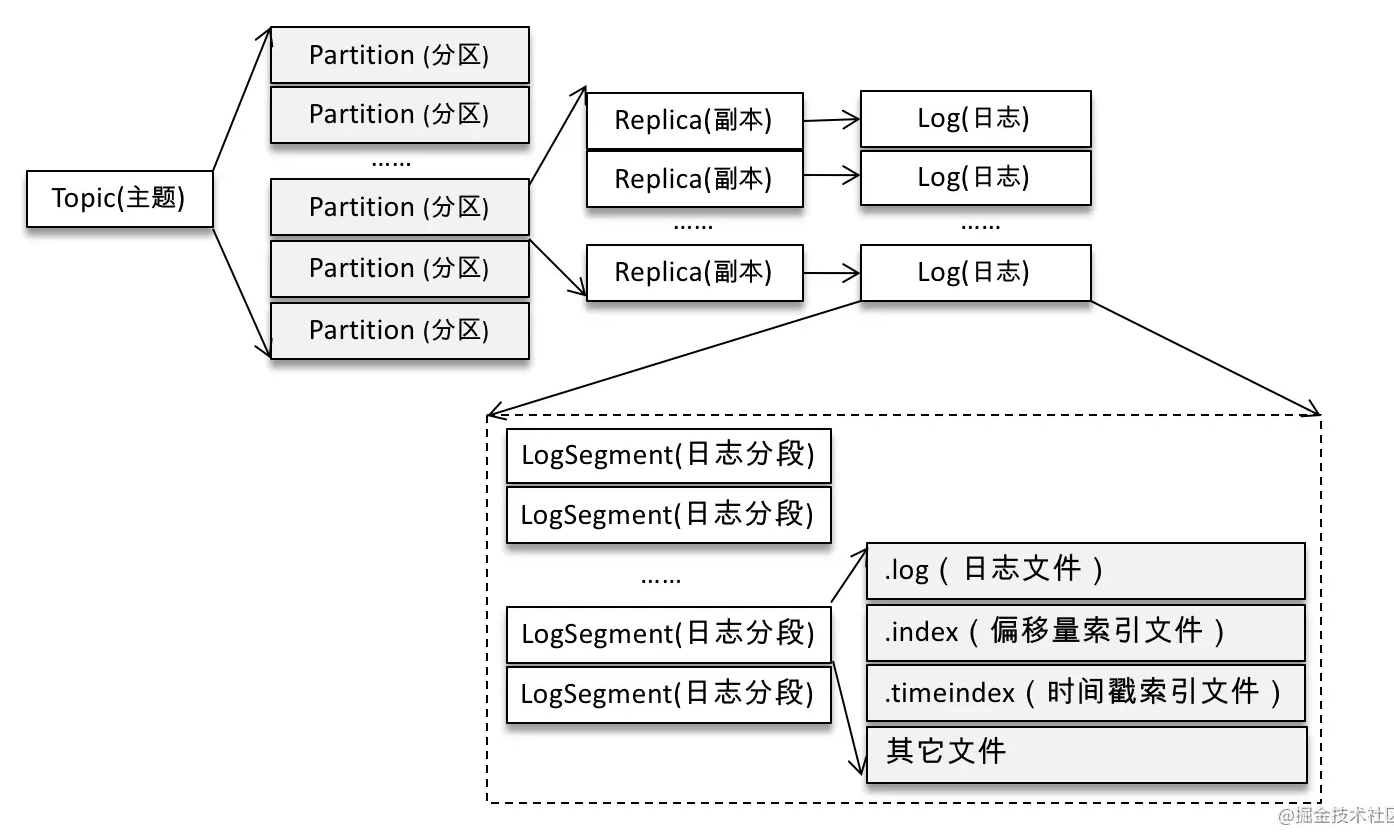 Topic(主题)
Partition (分区)
Partition (分区)
……
Partition (分区)
Partition (分区)
Partition (分区)
Replica(副本)
Replica(副本)
……
Replica(副本)
Log(日志)
Log(日志)
……
Log(日志)
LogSegment(日志分段)
LogSegment(日志分段)
……
LogSegment(日志分段)
LogSegment(日志分段)
.log（日志文件）
.index（偏移量索引文件）
.timeindex（时间戳索引文件）
其它文件
@掘金技术社区